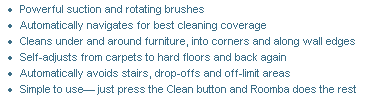 • Powerful suction and rotating brushes
• Automatically navigates for best cleaning coverage
• Cleans under and around furniture, into corners and along wall edges
• Self-adjusts from carpets to hard floors and back again
• Automatically avoids stairs, drop-offs and off-limit areas
• Simple to use— just press the Clean button and Roomba does the rest